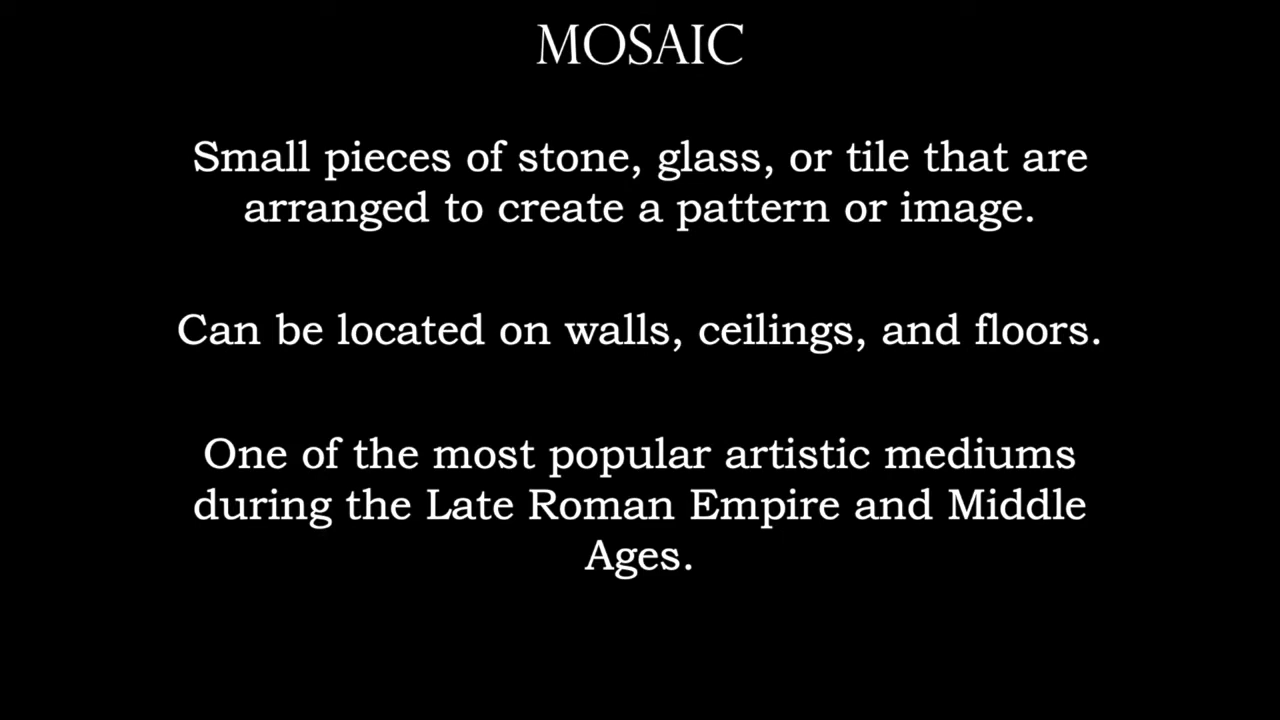 MOSAIC
Small pieces of stone, glass, or tile that are
arranged to create a pattern or image.
Can be located on walls, ceilings, and floors.
One of the most popular artistic mediums
during the Late Roman Empire and Middle
Ages.